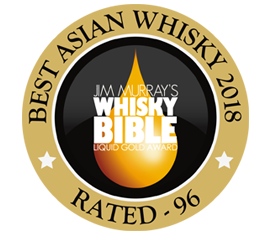 BEST ASIAN WHISKY 2018
JIM MURRAY'S
WHISKY
BIBLE
LIQUID GOLD AWARD
RATED - 96